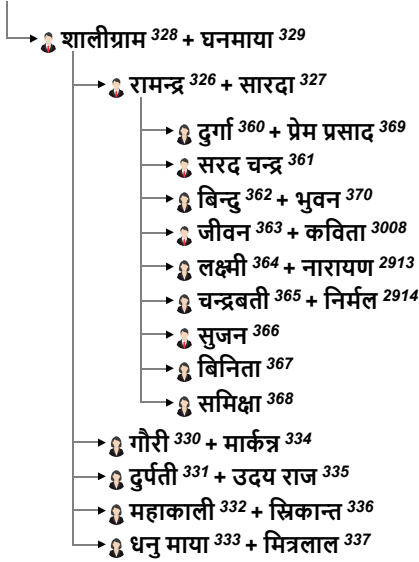 शालीग्राम 328 + घनमाया 329
रामन्द्र 326 + सारदा 327
दुर्गा 360 + प्रेम प्रसाद 369
सरद चन्द्र 361
बिन्दु 362 + भुवन 370
जीवन 363 + कविता 3008
लक्ष्मी 364 + नारायण 2913
चन्द्रबती 365 + निर्मल 2914
सुजन 366
बिनिता 367
समिक्षा 368
गौरी 330 + मार्कन्न 334
दुर्पती 331 + उदय राज 335
महाकाली 332 + स्रिकान्त 336
धनु माया 333 + मित्रलाल 337